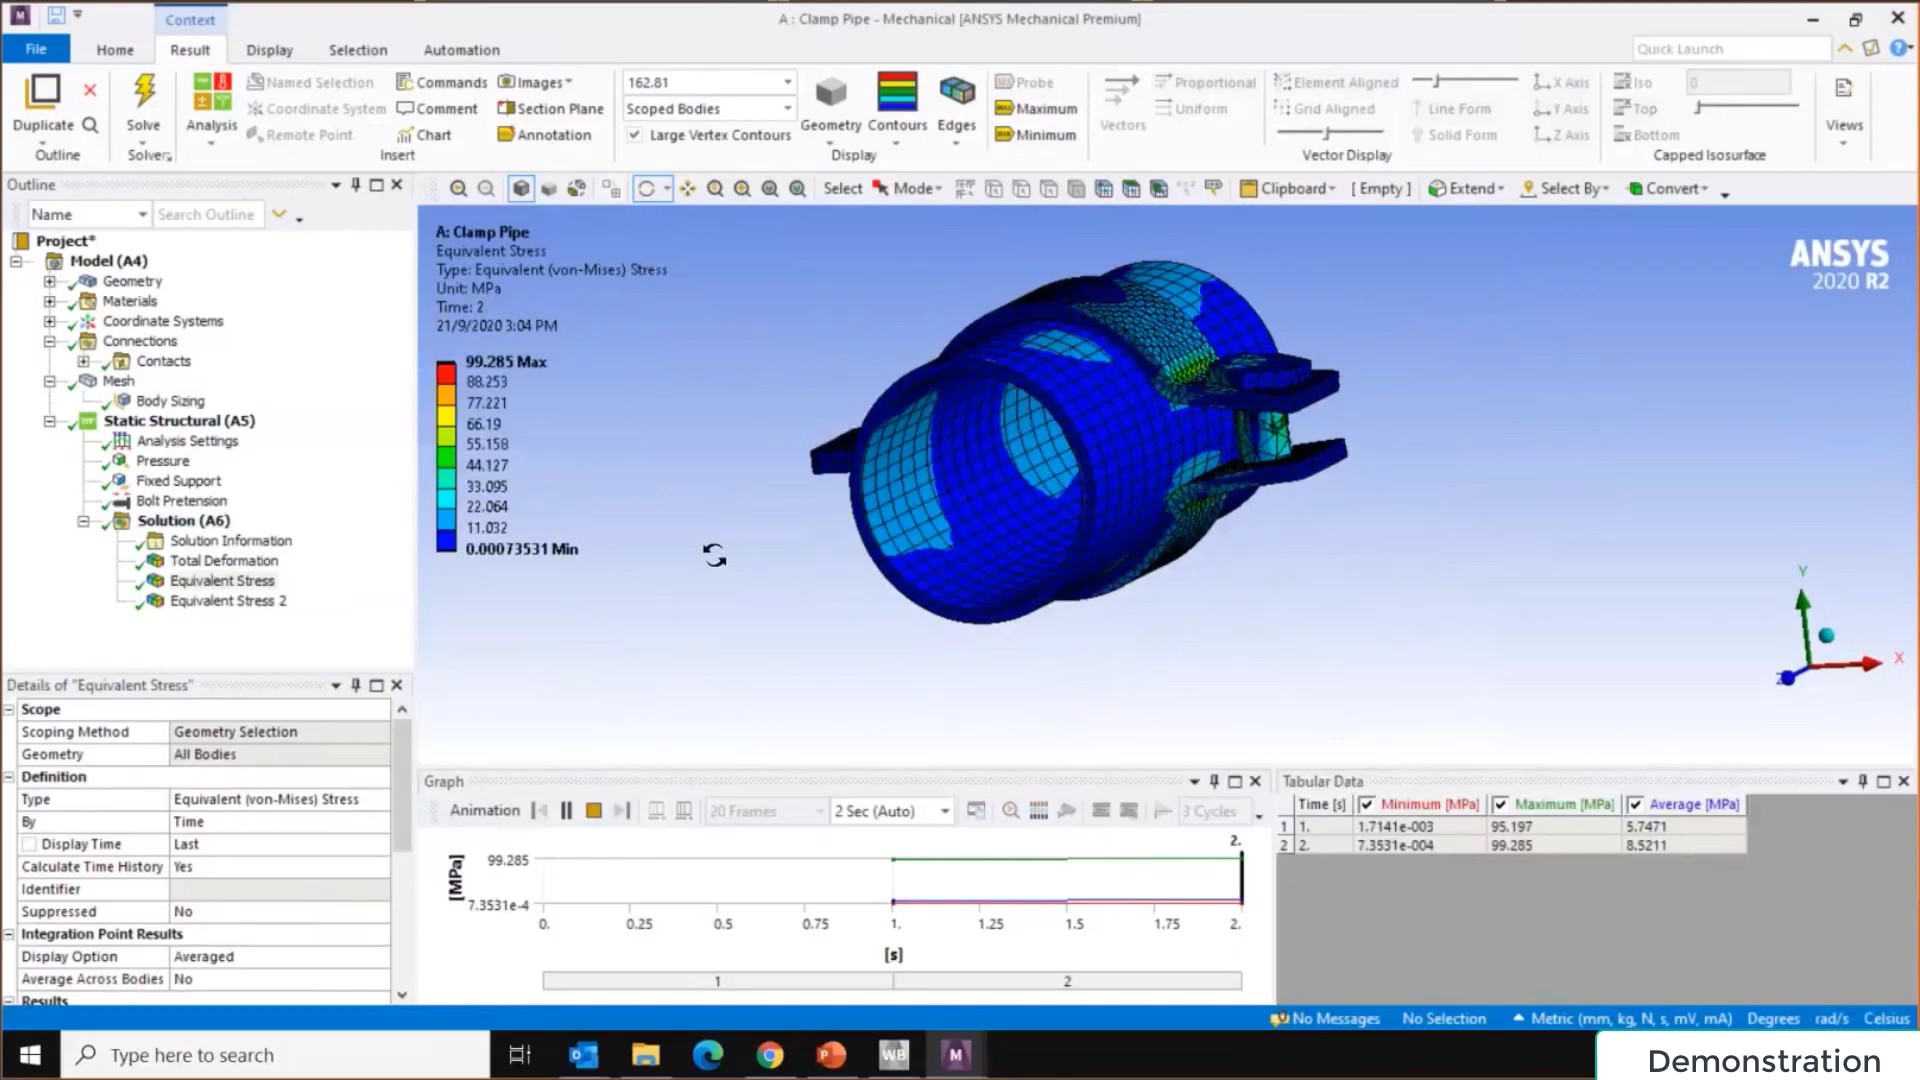 Context
A : Clamp Pipe - Mechanical [ANSYS Mechanical Premium]
File
Home
Result
Display
Selection
Automation
Quick Launch
Duplicate
Outline
Solve
Solver
Analysis
Named Selection
Coordinate System
Remote Point
Commands
Comment
Chart
Images
Section Plane
Annotation
Insert
162.81
Scoped Bodies
Large Vertex Contours
Geometry
Contours
Edges
Display
Probe
Maximum
Minimum
Vectors
Proportional
Uniform
Element Aligned
Grid Aligned
Line Form
Solid Form
X Axis
Y Axis
Z Axis
Vector Display
Iso
Top
Bottom
0
Capped Isosurface
Views
Outline
Name
Search Outline
Project*
Model (A4)
Geometry
Materials
Coordinate Systems
Connections
Contacts
Mesh
Body Sizing
Static Structural (A5)
Analysis Settings
Pressure
Fixed Support
Bolt Pretension
Solution (A6)
Solution Information
Total Deformation
Equivalent Stress
Equivalent Stress 2
Select
Mode
Clipboard
[ Empty ]
Extend
Select By
Convert
A: Clamp Pipe
Equivalent Stress
Type: Equivalent (von-Mises) Stress
Unit: MPa
Time: 2
21/9/2020 3:04 PM
99.285 Max
88.253
77.221
66.19
55.158
44.127
33.095
22.064
11.032
0.00073531 Min
ANSYS
2020 R2
Y
X
Z
Details of "Equivalent Stress"
Scope
Scoping Method Geometry Selection
Geometry All Bodies
Definition
Type Equivalent (von-Mises) Stress
By Time
Display Time Last
Calculate Time History Yes
Identifier
Suppressed No
Integration Point Results
Display Option Averaged
Average Across Bodies No
Results
Graph
Animation
20 Frames
2 Sec (Auto)
3 Cycles
2.
[MPa]
99.285
7.3531e-4
0. 0.25 0.5 0.75 1. 1.25 1.5 1.75 2.
[s]
1 2
Tabular Data
Time [s] Minimum [MPa] Maximum [MPa] Average [MPa]
1 1. 1.7141e-003 95.197 5.7471
2 2. 7.3531e-004 99.285 8.5211
No Messages
No Selection
Metric (mm, kg, N, s, mV, mA)
Degrees
rad/s
Celsius
Type here to search
WB
M
Demonstration